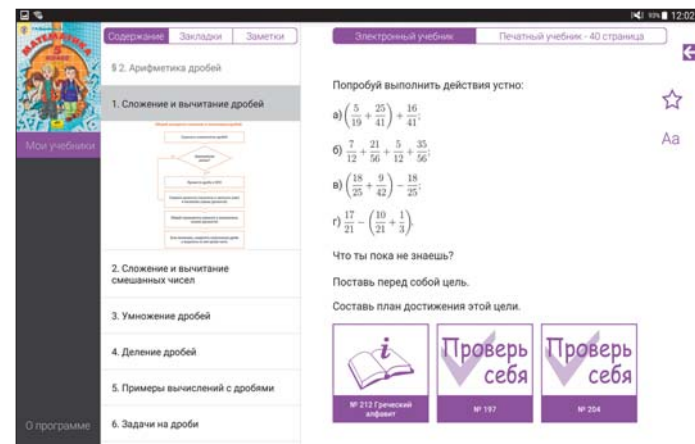 93% 12:02
МАТЕМАТИКА
5
КЛАСС
Мои учебники
О программе
Содержание Закладки Заметки
§ 2. Арифметика дробей
1. Сложение и вычитание дробей
2. Сложение и вычитание
смешанных чисел
3. Умножение дробей
4. Деление дробей
5. Примеры вычислений с дробями
6. Задачи на дроби
Электронный учебник Печатный учебник - 40 страница
Попробуй выполнить действия устно:
а) (5/19 + 25/41) + 16/41;
б) 7/12 + 21/56 + 5/12 + 35/56;
в) (18/25 + 9/42) − 18/25;
г) 17/21 − (10/21 + 1/3).
Что ты пока не знаешь?
Поставь перед собой цель.
Составь план достижения этой цели.
i
№ 212 Греческий
алфавит
Проверь
себя
№ 197
Проверь
себя
№ 204
Aa